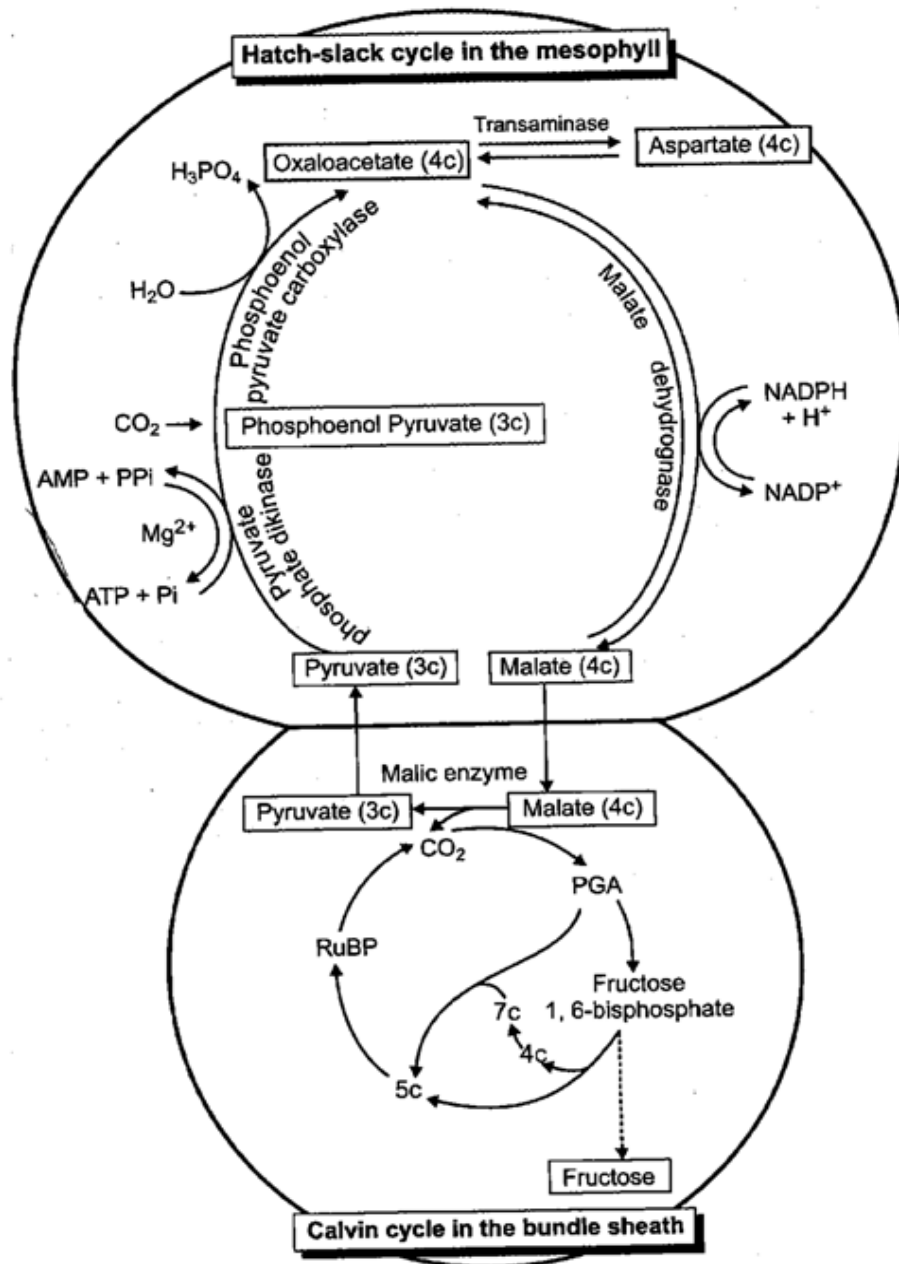 Hatch-slack cycle in the mesophyll
Transaminase
Oxaloacetate (4c)
Aspartate (4c)
H₃PO₄
H₂O
Phosphoenol
pyruvate carboxylase
Malate
dehydrognase
CO₂
Phosphoenol Pyruvate (3c)
NADPH
+ H⁺
NADP⁺
AMP + PPi
Mg²⁺
ATP + Pi
Pyruvate
phosphate dikinase
Pyruvate (3c)
Malate (4c)
Malic enzyme
Pyruvate (3c)
Malate (4c)
CO₂
PGA
RuBP
Fructose
1, 6-bisphosphate
7c
4c
5c
Fructose
Calvin cycle in the bundle sheath